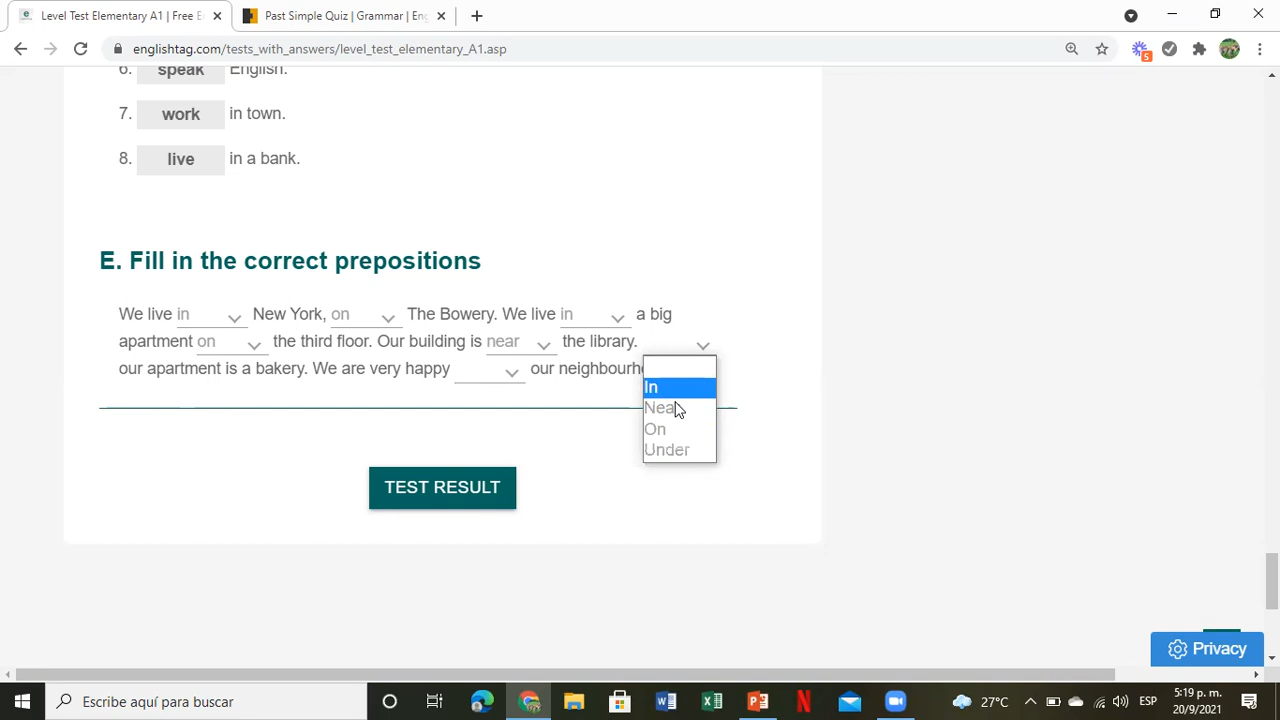 Level Test Elementary A1 | Free E
Past Simple Quiz | Grammar | Eng
englishtag.com/tests_with_answers/level_test_elementary_A1.asp
5
6. speak English.
7. work in town.
8. live in a bank.
E. Fill in the correct prepositions
We live in New York, on The Bowery. We live in a big
apartment on the third floor. Our building is near the library.
our apartment is a bakery. We are very happy our neighbourh
In
Near
On
Under
TEST RESULT
Privacy
Escribe aquí para buscar
27°C
ESP
5:19 p. m.
20/9/2021